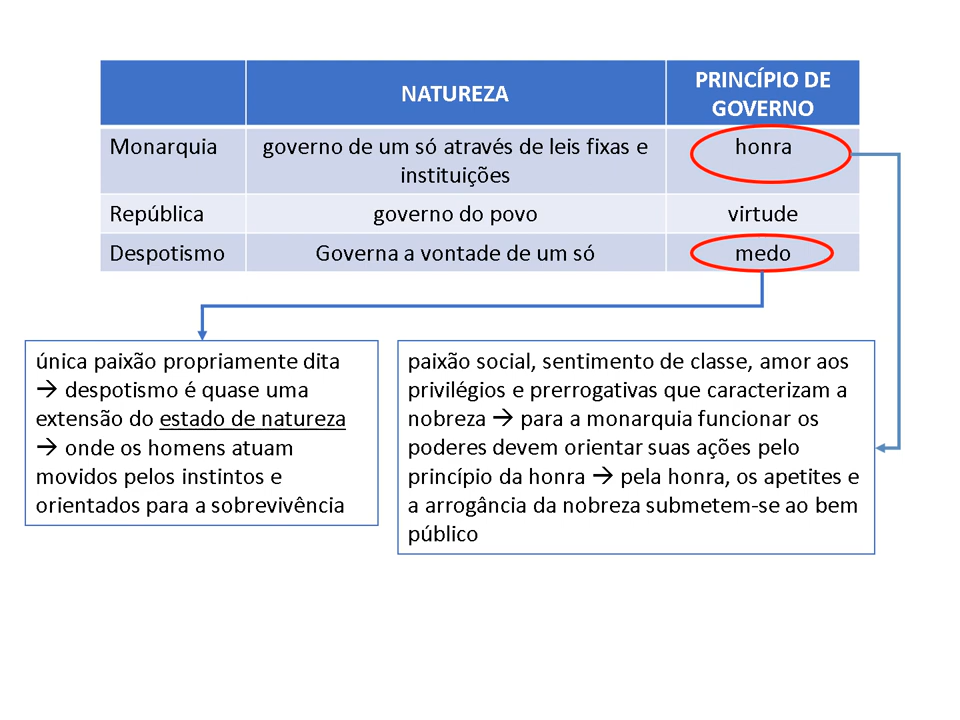 NATUREZA
PRINCÍPIO DE
GOVERNO
Monarquia
governo de um só através de leis fixas e
instituições
honra
República
governo do povo
virtude
Despotismo
Governa a vontade de um só
medo
única paixão propriamente dita
→ despotismo é quase uma
extensão do estado de natureza
→ onde os homens atuam
movidos pelos instintos e
orientados para a sobrevivência
paixão social, sentimento de classe, amor aos
privilégios e prerrogativas que caracterizam a
nobreza → para a monarquia funcionar os
poderes devem orientar suas ações pelo
princípio da honra → pela honra, os apetites e
a arrogância da nobreza submetem-se ao bem
público